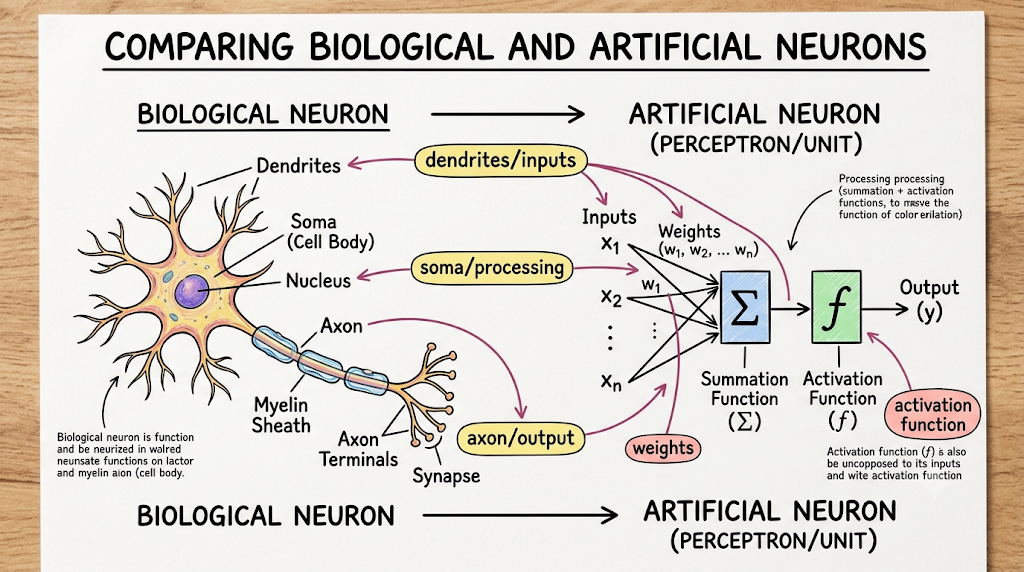 COMPARING BIOLOGICAL AND ARTIFICIAL NEURONS
BIOLOGICAL NEURON
ARTIFICIAL NEURON
(PERCEPTRON/UNIT)
Dendrites
dendrites/inputs
Soma
(Cell Body)
Nucleus
soma/processing
Axon
Myelin
Sheath
Axon
Terminals
Synapse
axon/output
Biological neuron is function
and be neurized in walred
neunsate functions on lactor
and myelin aion (cell body.
Inputs
x1
x2
⋮
xn
Weights
(w1, w2, ... wn)
w1
⋮
weights
Σ
f
Output
(y)
Summation
Function
(Σ)
Activation
Function
(f)
Processing processing
(summation + activation
functions, to the
function of color erilation)
activation
function
Activation function (f) is also
be uncopposed to its inputs
and wite activation function
BIOLOGICAL NEURON
ARTIFICIAL NEURON
(PERCEPTRON/UNIT)